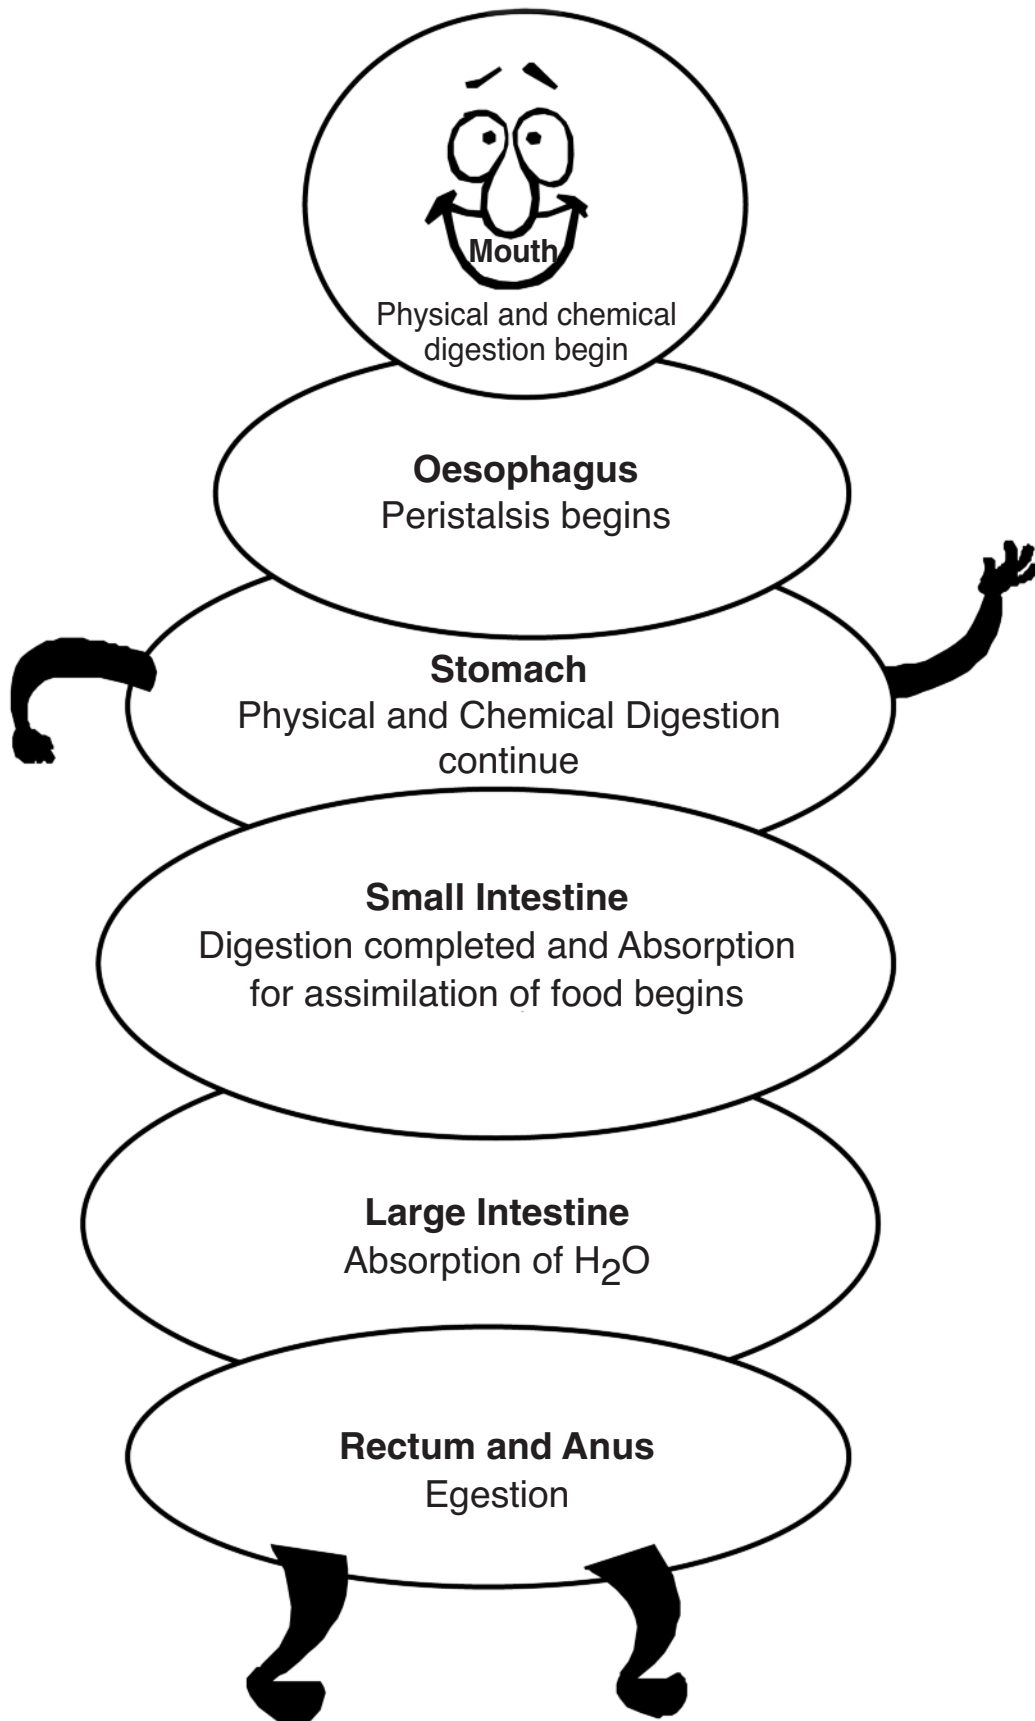 Mouth
Physical and chemical
digestion begin
Oesophagus
Peristalsis begins
Stomach
Physical and Chemical Digestion
continue
Small Intestine
Digestion completed and Absorption
for assimilation of food begins
Large Intestine
Absorption of H₂O
Rectum and Anus
Egestion